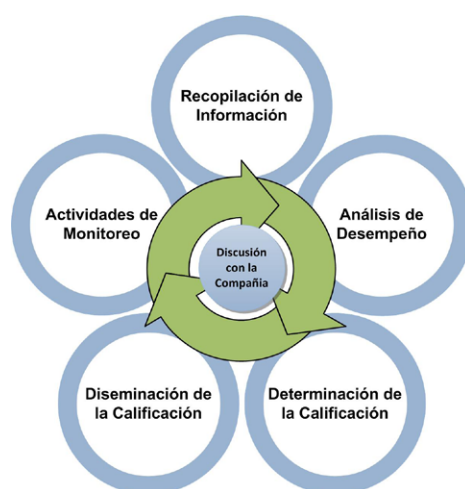 Recopilación de
Información
Actividades de
Monitoreo
Análisis de
Desempeño
Discusión
con la
Compañia
Diseminación de
la Calificación
Determinación de
la Calificación